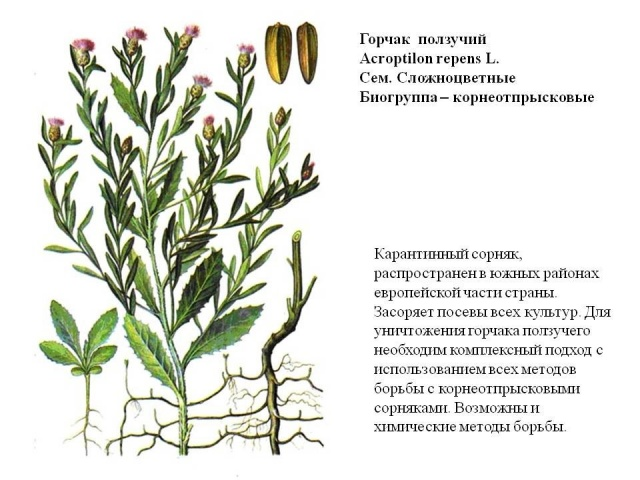 Горчак ползучий
Acroptilon repens L.
Сем. Сложноцветные
Биогруппа – корнеотпрысковые
Карантинный сорняк,
распространен в южных районах
европейской части страны.
Засоряет посевы всех культур. Для
уничтожения горчака ползучего
необходим комплексный подход с
использованием всех методов
борьбы с корнеотпрысковыми
сорняками. Возможны и
химические методы борьбы.